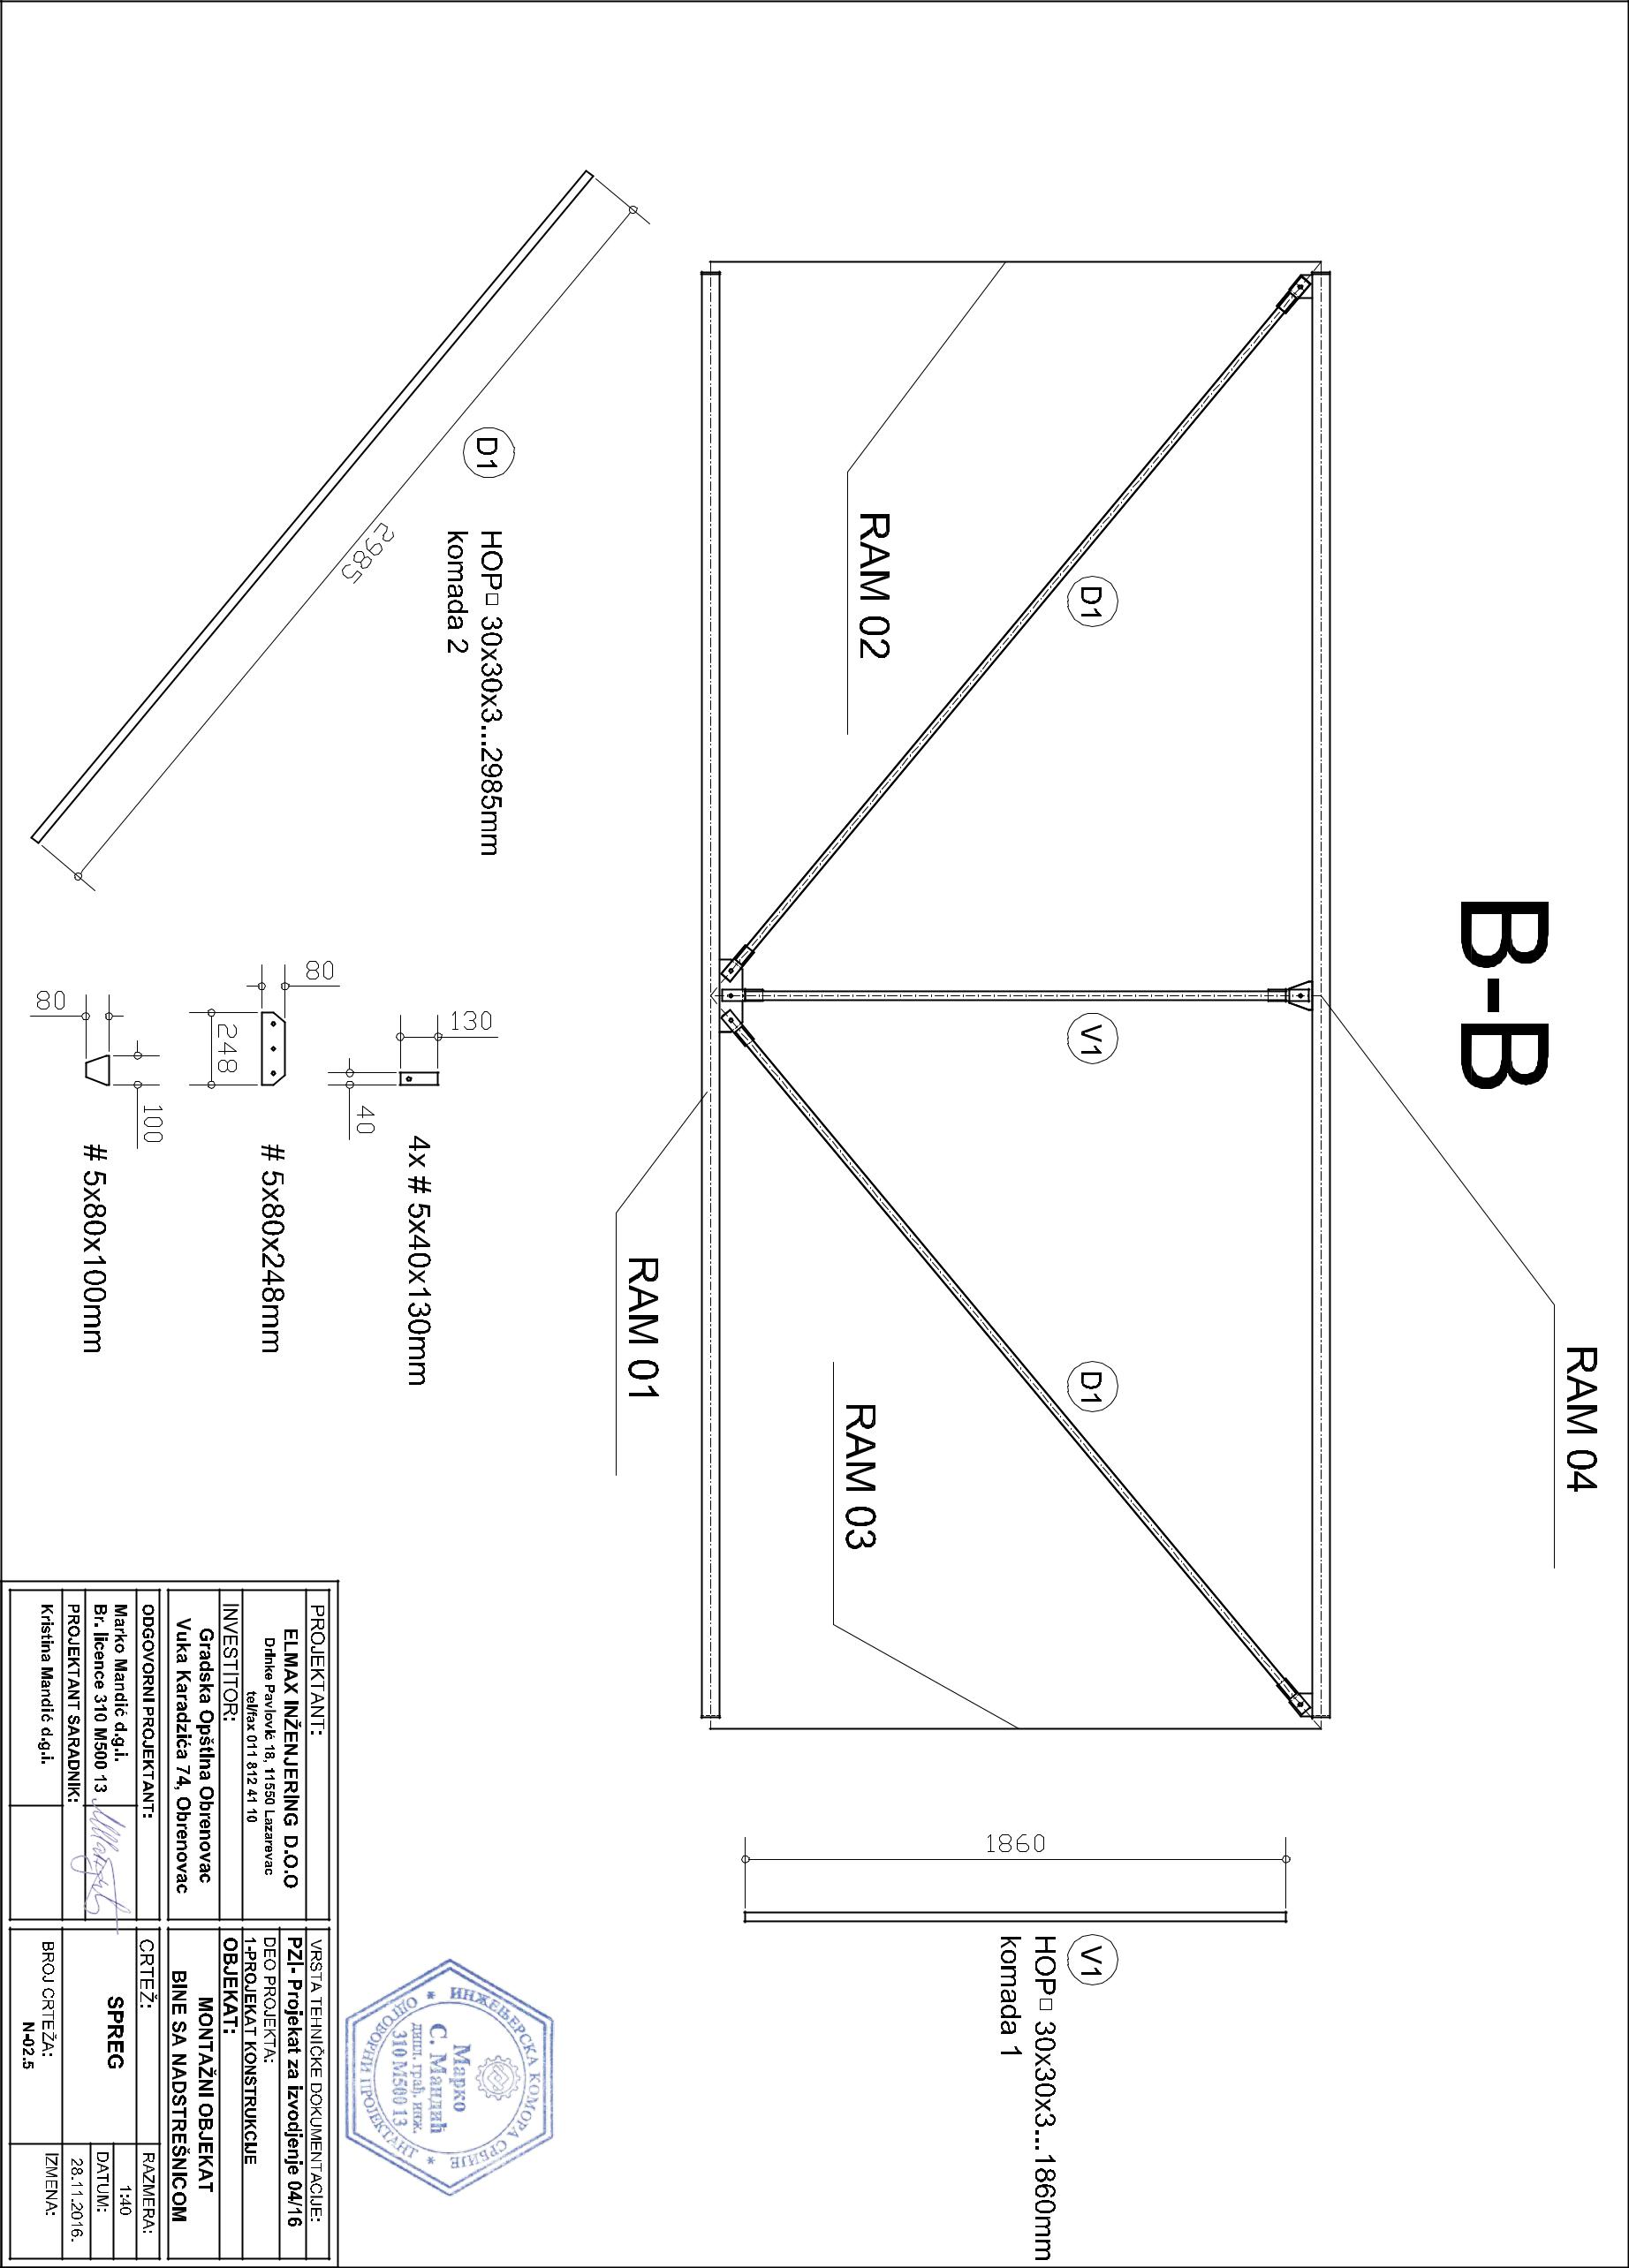 B-B
RAM 04
RAM 02
D1
V1
D1
RAM 03
RAM 01
1860
V1
HOP□ 30x30x3...1860mm
komada 1
D1
HOP□ 30x30x3...2985mm
komada 2
2985
130
40
4x # 5x40x130mm
80
248
# 5x80x248mm
80
100
# 5x80x100mm
ИНЖЕЊЕРСКА КОМОРА СРБИЈЕ
Марко
С. Мандић
дипл. грађ. инж.
310 М500 13
ОДГОВОРНИ ПРОЈЕКТАНТ
PROJEKTANT:
ELMAX INŽENJERING D.O.O
Drinke Pavlović 18, 11550 Lazarevac
tel/fax 011 812 41 10
INVESTITOR:
Gradska Opština Obrenovac
Vuka Karadzića 74, Obrenovac
ODGOVORNI PROJEKTANT:
Marko Mandić d.g.i.
Br. licence 310 M500 13
PROJEKTANT SARADNIK:
Kristina Mandić d.g.i.
VRSTA TEHNIČKE DOKUMENTACIJE:
PZI- Projekat za izvodjenje 04/16
DEO PROJEKTA:
1-PROJEKAT KONSTRUKCIJE
OBJEKAT:
MONTAŽNI OBJEKAT
BINE SA NADSTREŠNICOM
CRTEŽ:
SPREG
BROJ CRTEŽA:
N-02.5
RAZMERA:
1:40
DATUM:
28.11.2016.
IZMENA: